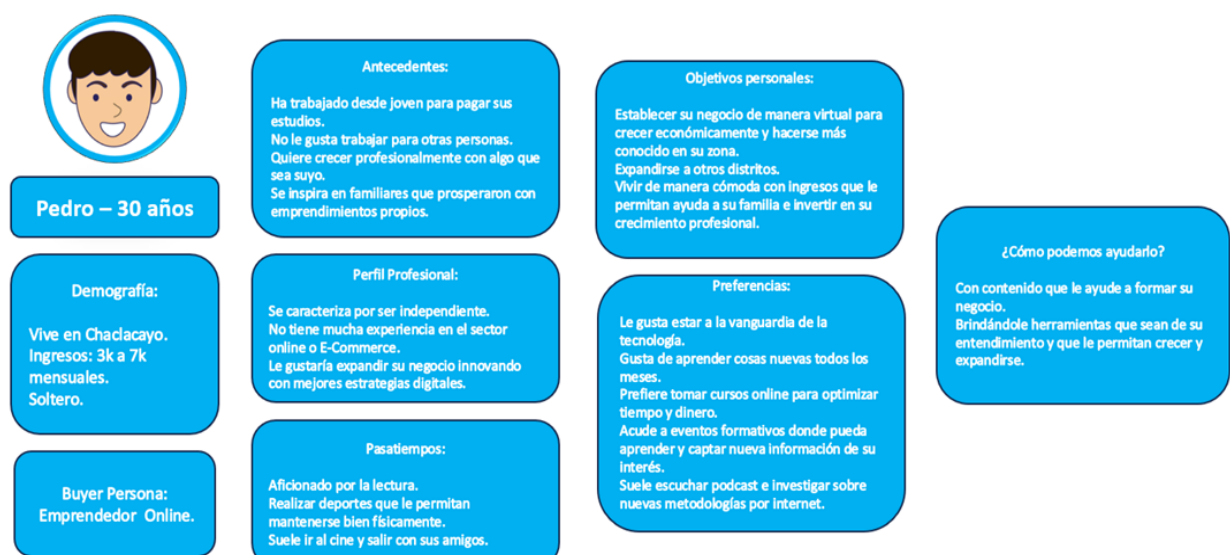 Pedro – 30 años
Demografía:
Vive en Chaclacayo.
Ingresos: 3k a 7k
mensuales.
Soltero.
Buyer Persona:
Emprendedor Online.
Antecedentes:
Ha trabajado desde joven para pagar sus
estudios.
No le gusta trabajar para otras personas.
Quiere crecer profesionalmente con algo que
sea suyo.
Se inspira en familiares que prosperaron con
emprendimientos propios.
Perfil Profesional:
Se caracteriza por ser independiente.
No tiene mucha experiencia en el sector
online o E-Commerce.
Le gustaría expandir su negocio innovando
con mejores estrategias digitales.
Pasatiempos:
Aficionado por la lectura.
Realizar deportes que le permitan
mantenerse bien físicamente.
Suele ir al cine y salir con sus amigos.
Objetivos personales:
Establecer su negocio de manera virtual para
crecer económicamente y hacerse más
conocido en su zona.
Expandirse a otros distritos.
Vivir de manera cómoda con ingresos que le
permitan ayuda a su familia e invertir en su
crecimiento profesional.
Preferencias:
Le gusta estar a la vanguardia de la
tecnología.
Gusta de aprender cosas nuevas todos los
meses.
Prefiere tomar cursos online para optimizar
tiempo y dinero.
Acude a eventos formativos donde pueda
aprender y captar nueva información de su
interés.
Suele escuchar podcast e investigar sobre
nuevas metodologías por internet.
¿Cómo podemos ayudarlo?
Con contenido que le ayude a formar su
negocio.
Brindándole herramientas que sean de su
entendimiento y que le permitan crecer y
expandirse.